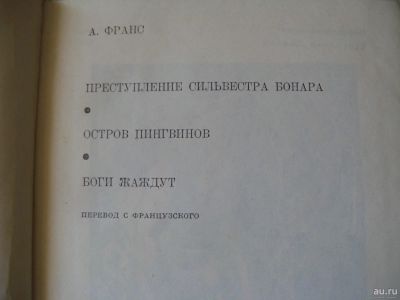 А. ФРАНС
ПРЕСТУПЛЕНИЕ СИЛЬВЕСТРА БОНАРА
ОСТРОВ ПИНГВИНОВ
БОГИ ЖАЖДУТ
ПЕРЕВОД С ФРАНЦУЗСКОГО
au.ru